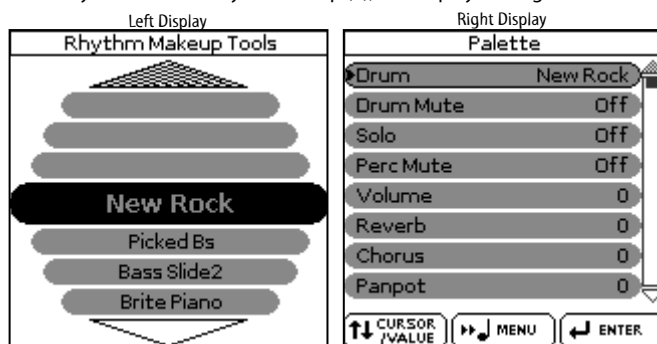 Left Display
Right Display
Rhythm Makeup Tools
New Rock
Picked Bs
Bass Slide2
Brite Piano
Palette
Drum New Rock
Drum Mute Off
Solo Off
Perc Mute Off
Volume 0
Reverb 0
Chorus 0
Panpot 0
CURSOR
/VALUE
MENU
ENTER